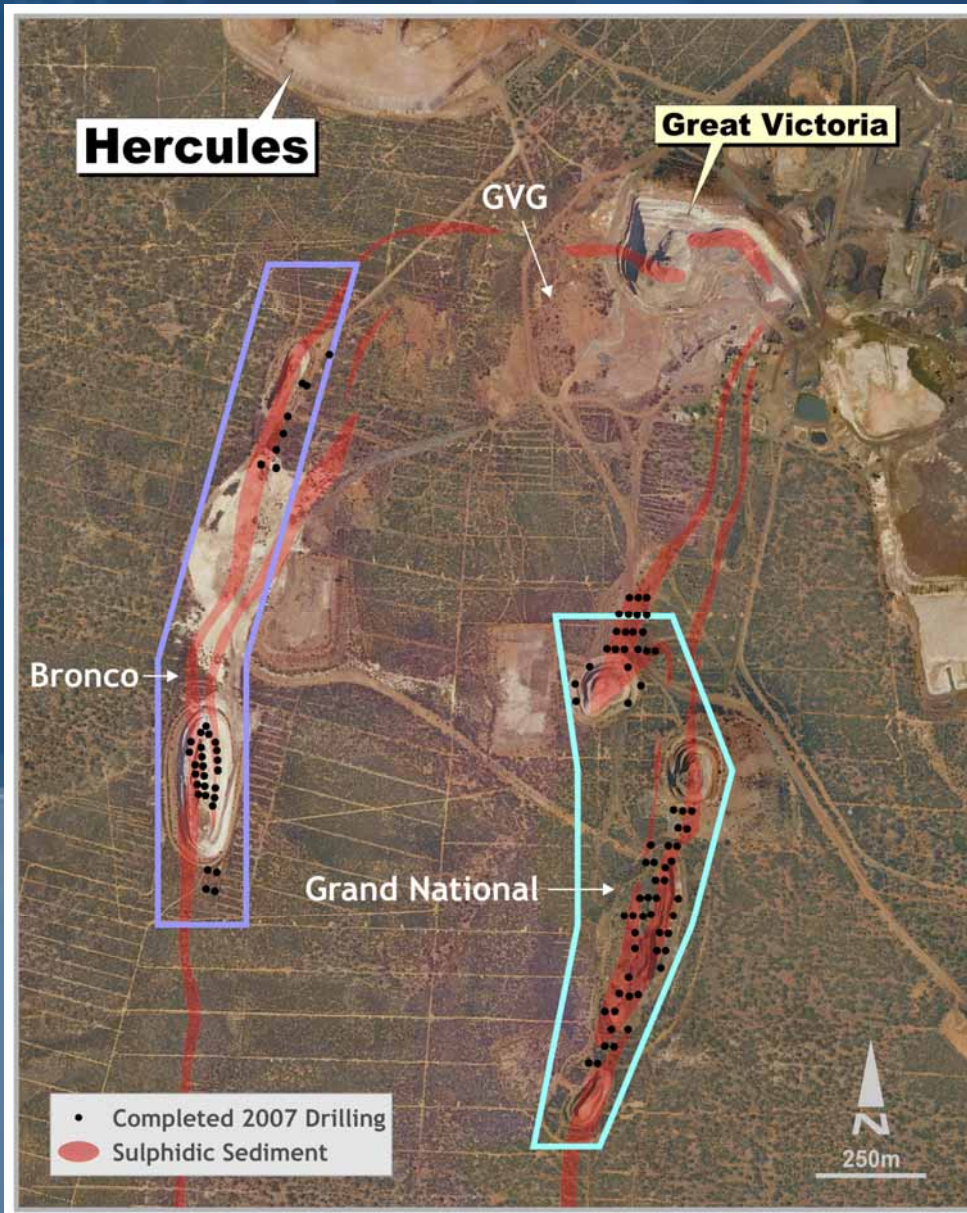 Hercules
Great Victoria
GVG
Bronco
Grand National
Completed 2007 Drilling
Sulphidic Sediment
N
250m